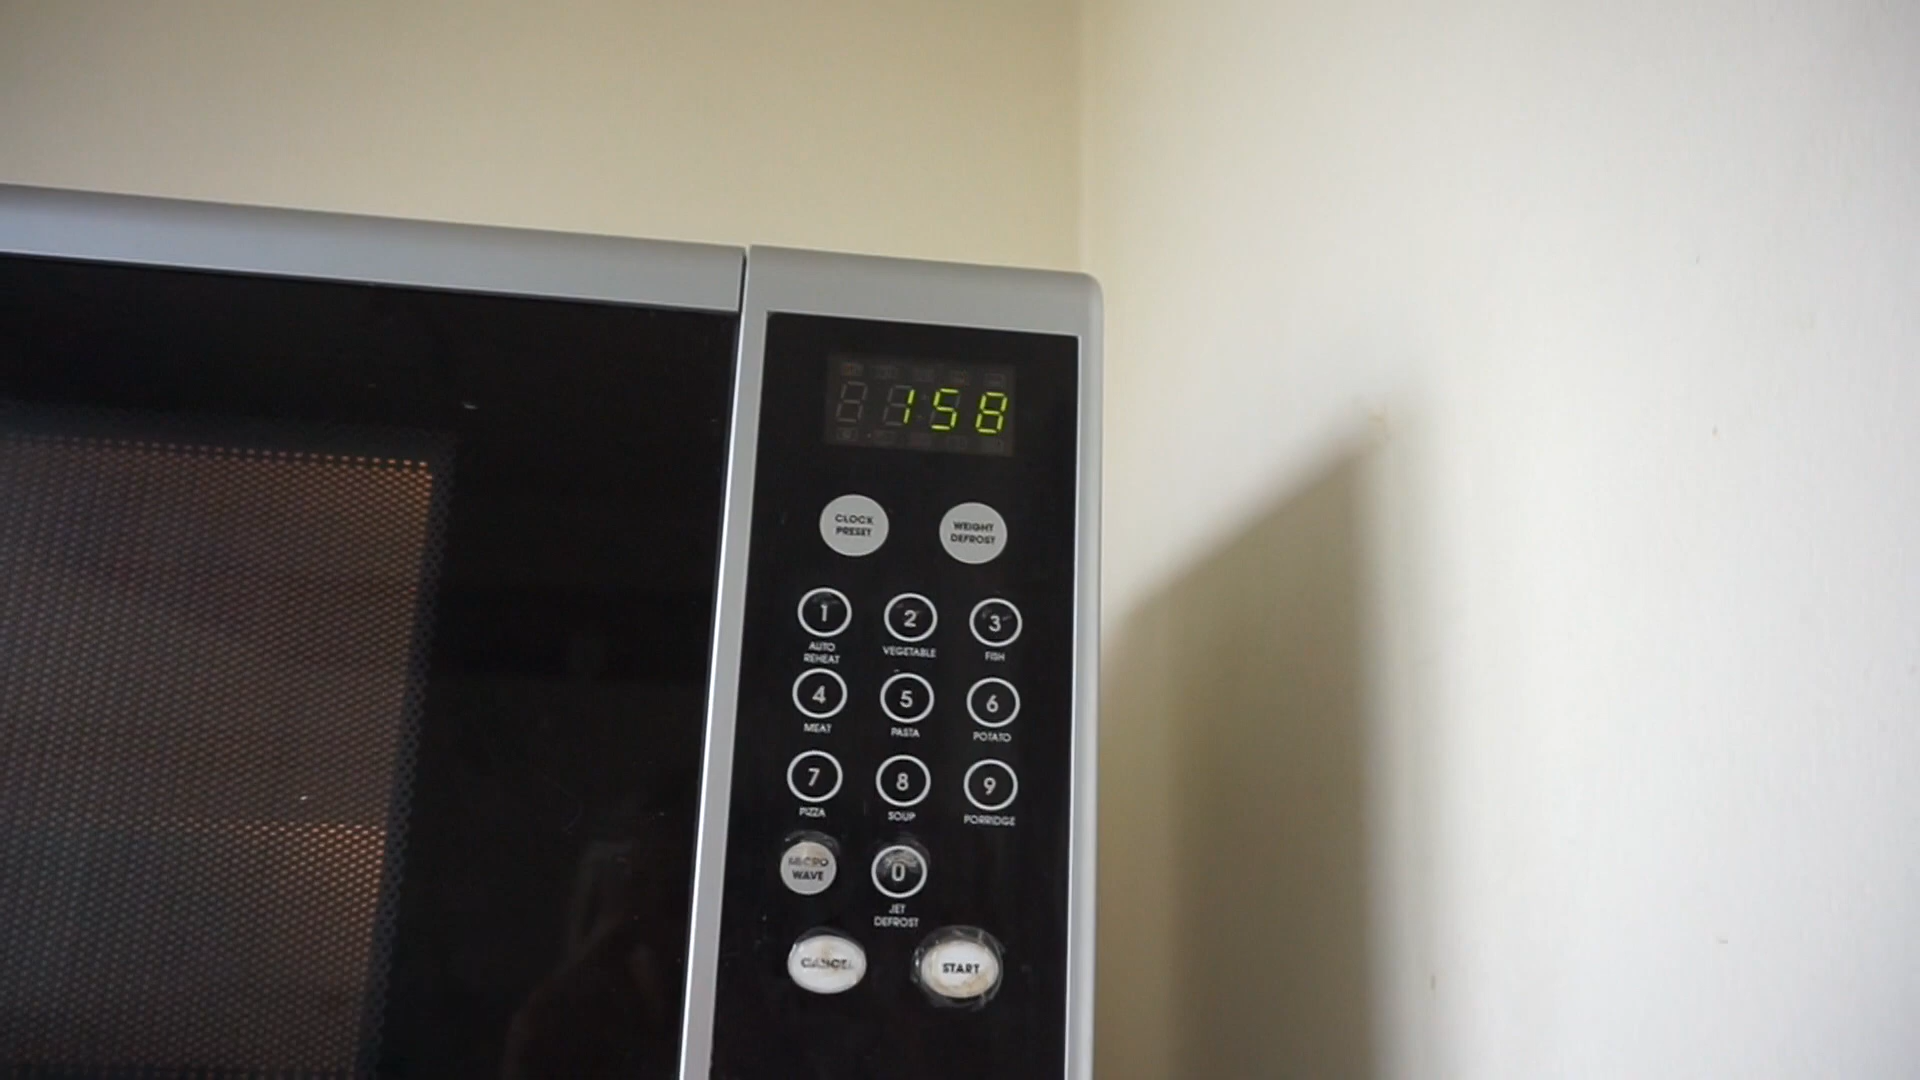 158
CLOCK
PRESET
WEIGHT
DEFROST
1
2
3
AUTO
REHEAT
VEGETABLE
FISH
4
5
6
MEAT
PASTA
POTATO
7
8
9
PIZZA
SOUP
PORRIDGE
MICRO
WAVE
0
JET
DEFROST
CANCEL
START